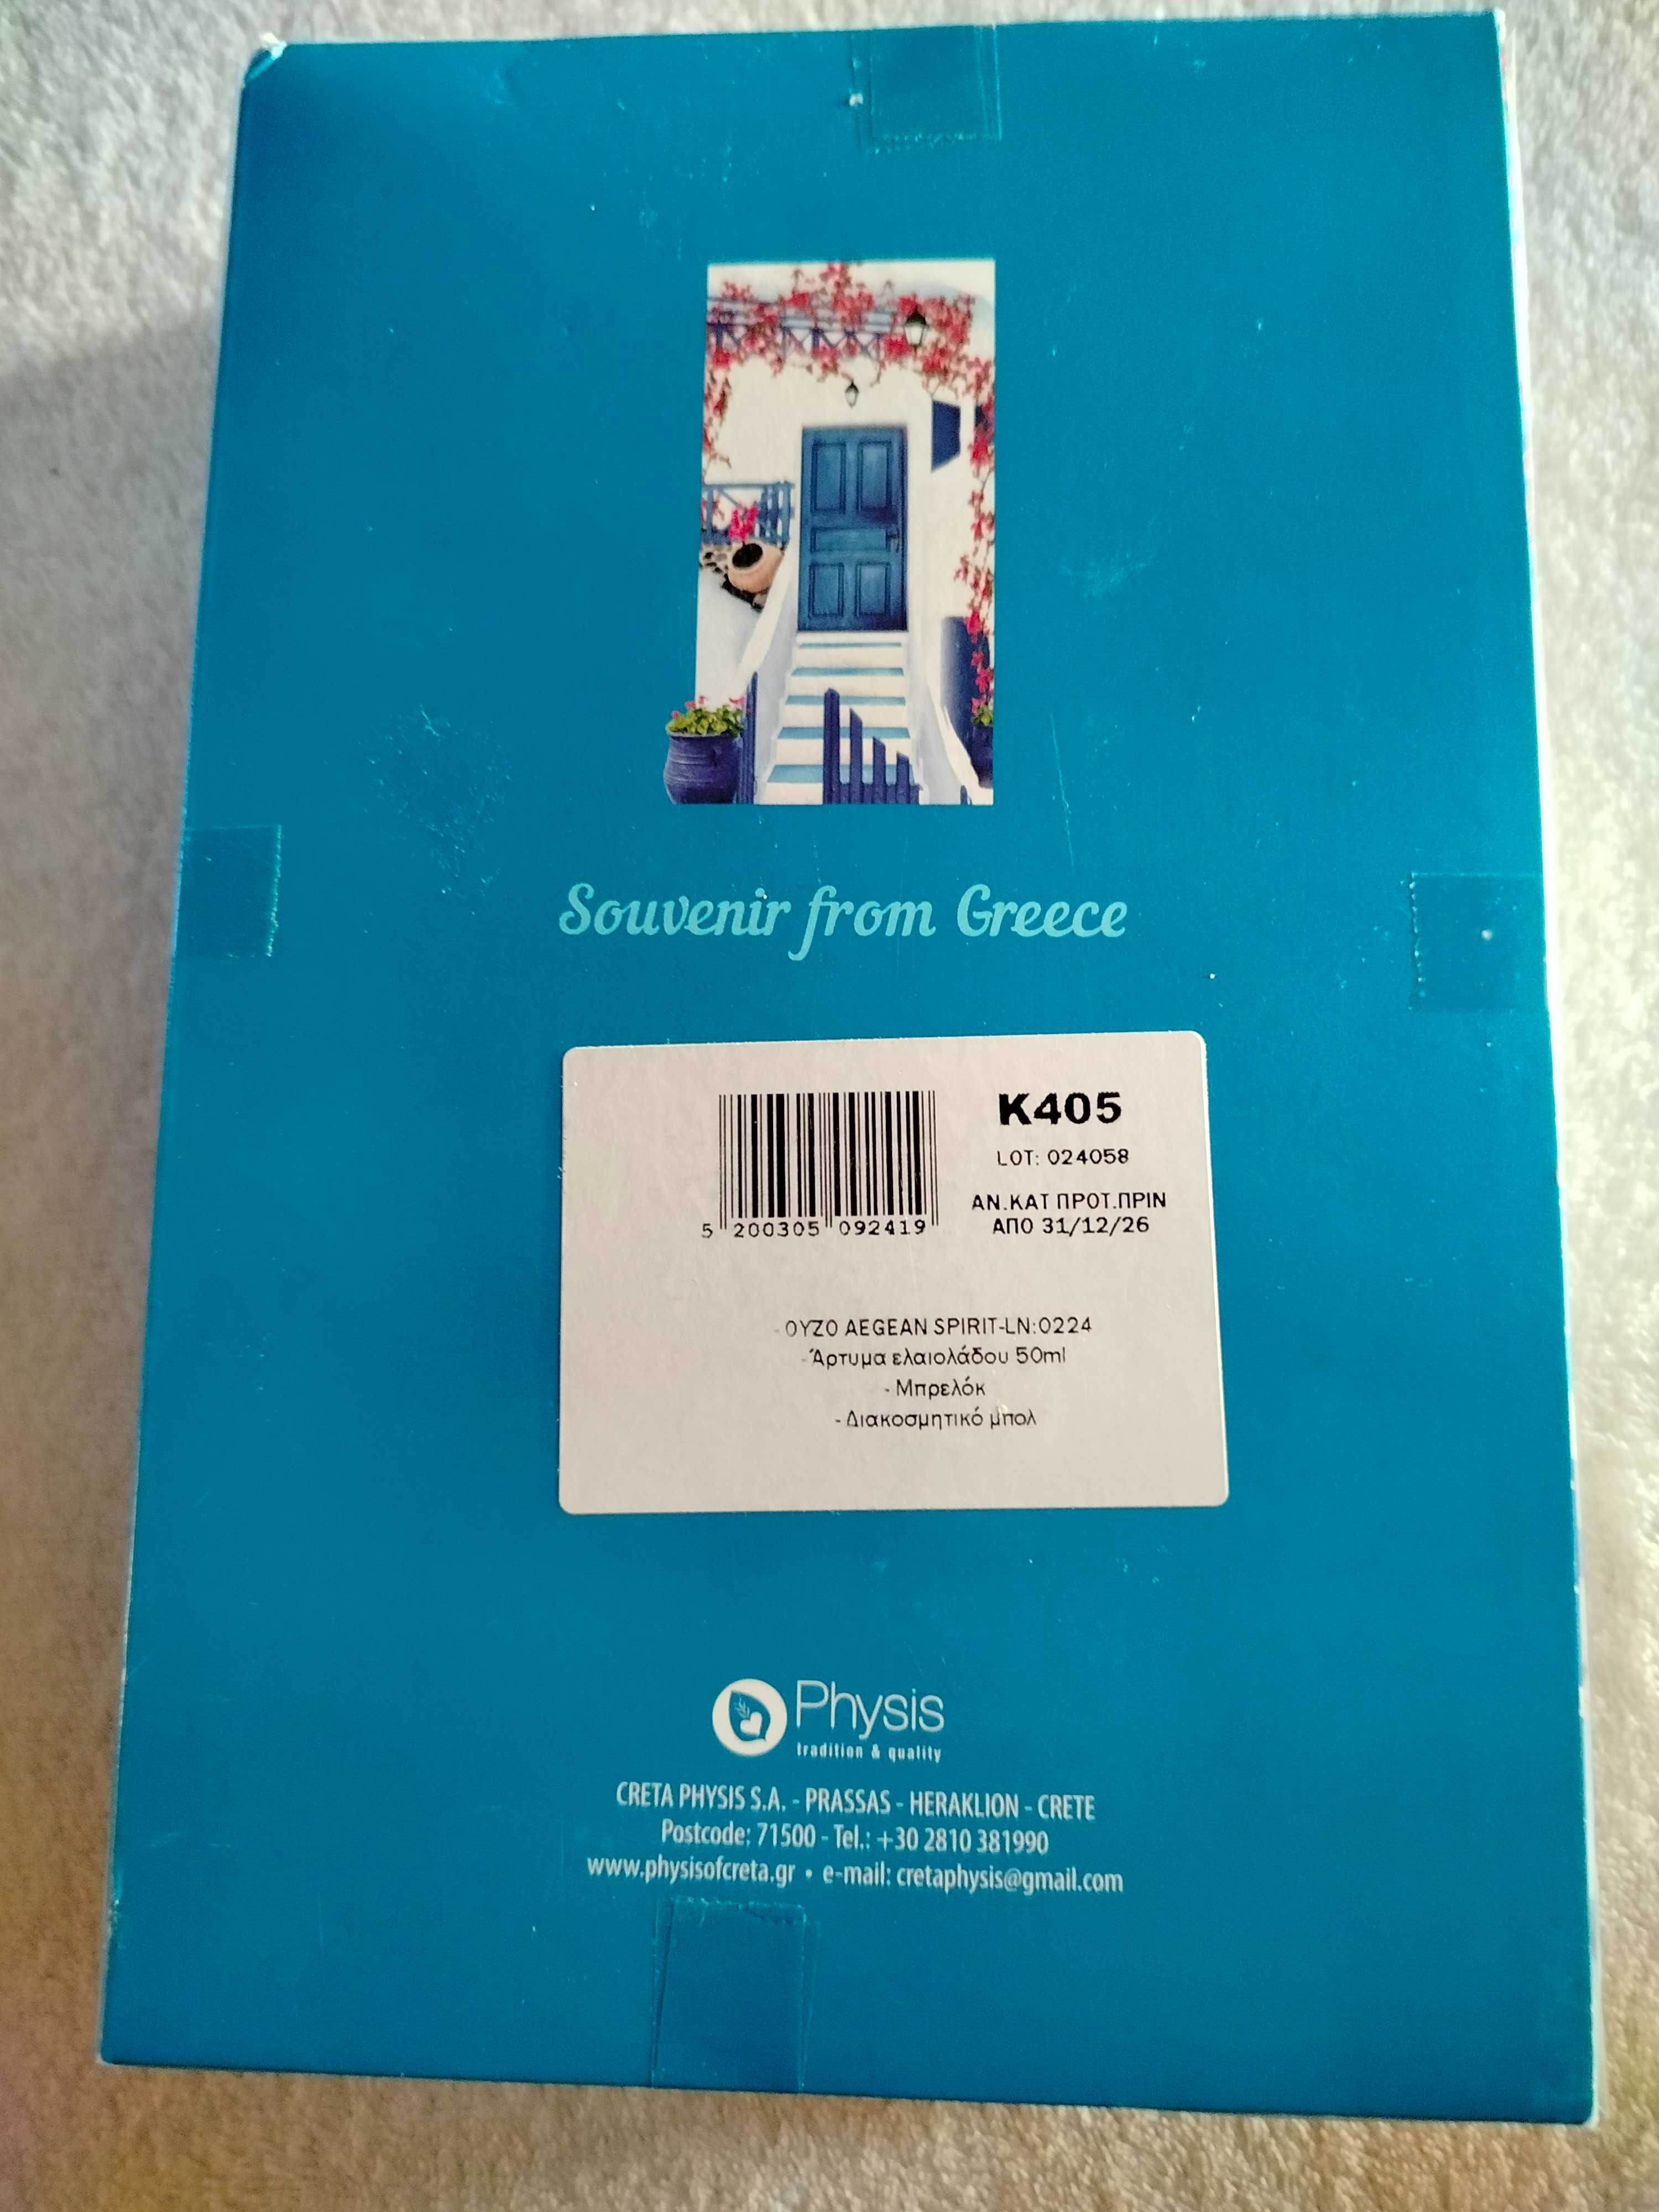 Souvenir from Greece
K405
LOT: 024058
ΑΝ.ΚΑΤ ΠΡΟΤ.ΠΡΙΝ
ΑΠΟ 31/12/26
5 200305 092419
- ΟΥΖΟ AEGEAN SPIRIT-LN:0224
- Άρτυμα ελαιολάδου 50ml
- Μπρελόκ
- Διακοσμητικό μπολ
Physis
tradition & quality
CRETA PHYSIS S.A. - PRASSAS - HERAKLION - CRETE
Postcode: 71500 - Tel.: +30 2810 381990
www.physisofcreta.gr • e-mail: cretaphysis@gmail.com